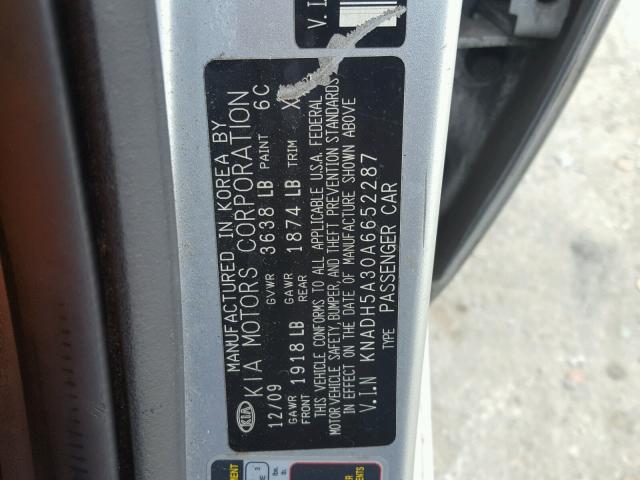 V.I.N
MANUFACTURED IN KOREA BY
KIA KIA MOTORS CORPORATION
12/09 GVWR 3638 LB PAINT 6C
GAWR FRONT 1918 LB GAWR REAR 1874 LB TRIM X
THIS VEHICLE CONFORMS TO ALL APPLICABLE U.S.A. FEDERAL
MOTOR VEHICLE SAFETY, BUMPER, AND THEFT PREVENTION STANDARDS
IN EFFECT ON THE DATE OF MANUFACTURE SHOWN ABOVE
V.I.N KNADH5A30A6652287
TYPE PASSENGER CAR